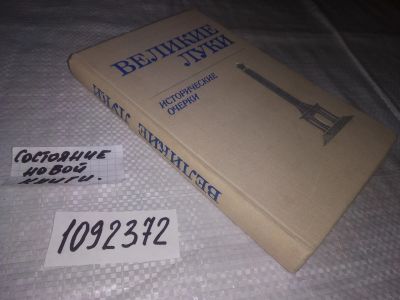 ВЕЛИКИЕ
ЛУКИ
ИСТОРИЧЕСКИЕ
ОЧЕРКИ
ВЕЛИКИЕ ЛУКИ
СОСТОЯНИЕ
НОВОЙ
КНИГИ.
1092372